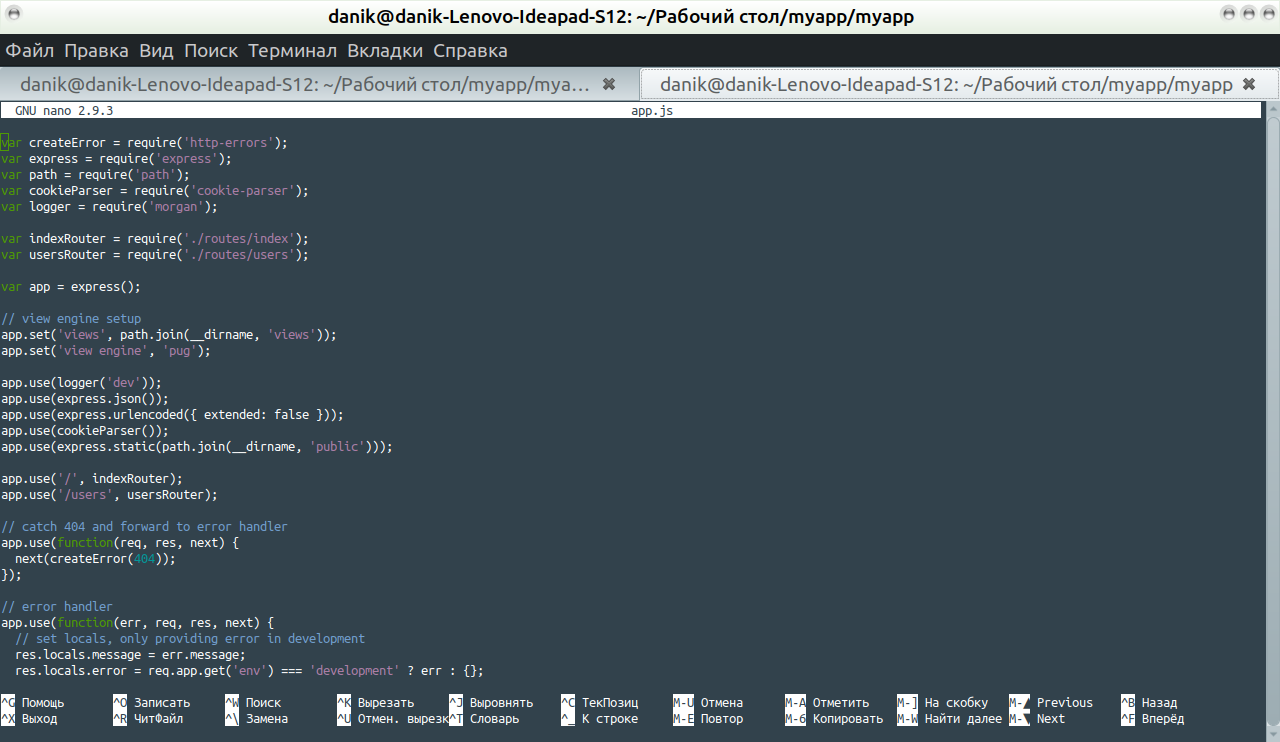 danik@danik-Lenovo-Ideapad-S12: ~/Рабочий стол/myapp/myapp
Файл Правка Вид Поиск Терминал Вкладки Справка
danik@danik-Lenovo-Ideapad-S12: ~/Рабочий стол/myapp/mya... ✖ danik@danik-Lenovo-Ideapad-S12: ~/Рабочий стол/myapp/myapp ✖
GNU nano 2.9.3 app.js
var createError = require('http-errors');
var express = require('express');
var path = require('path');
var cookieParser = require('cookie-parser');
var logger = require('morgan');
var indexRouter = require('./routes/index');
var usersRouter = require('./routes/users');
var app = express();
// view engine setup
app.set('views', path.join(__dirname, 'views'));
app.set('view engine', 'pug');
app.use(logger('dev'));
app.use(express.json());
app.use(express.urlencoded({ extended: false }));
app.use(cookieParser());
app.use(express.static(path.join(__dirname, 'public')));
app.use('/', indexRouter);
app.use('/users', usersRouter);
// catch 404 and forward to error handler
app.use(function(req, res, next) {
  next(createError(404));
});
// error handler
app.use(function(err, req, res, next) {
  // set locals, only providing error in development
  res.locals.message = err.message;
  res.locals.error = req.app.get('env') === 'development' ? err : {};
^G Помощь ^O Записать ^W Поиск ^K Вырезать ^J Выровнять ^C ТекПозиц M-U Отмена M-A Отметить M-] На скобку M-▲ Previous ^B Назад
^X Выход ^R ЧитФайл ^\ Замена ^U Отмен. вырезк ^T Словарь ^_ К строке M-E Повтор M-6 Копировать M-W Найти далее M-▼ Next ^F Вперёд